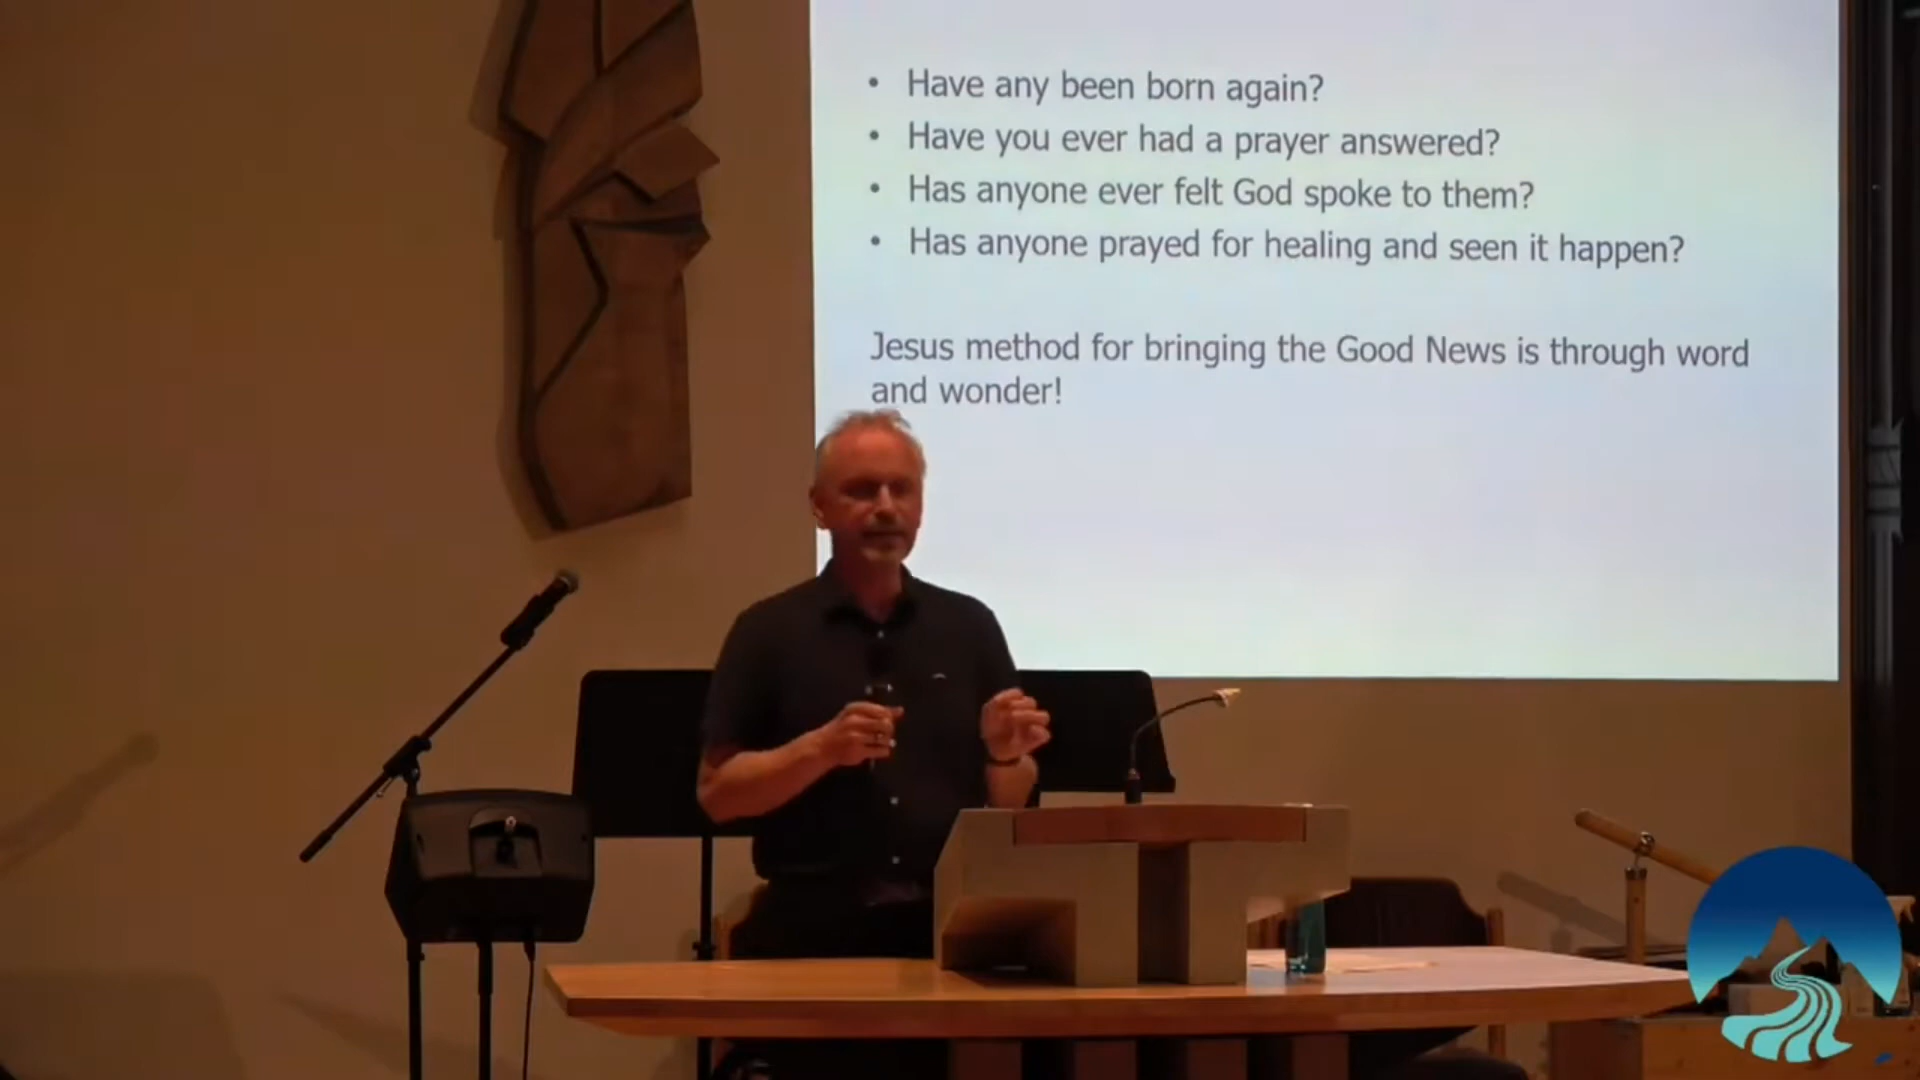 • Have any been born again?
• Have you ever had a prayer answered?
• Has anyone ever felt God spoke to them?
• Has anyone prayed for healing and seen it happen?
Jesus method for bringing the Good News is through word
and wonder!